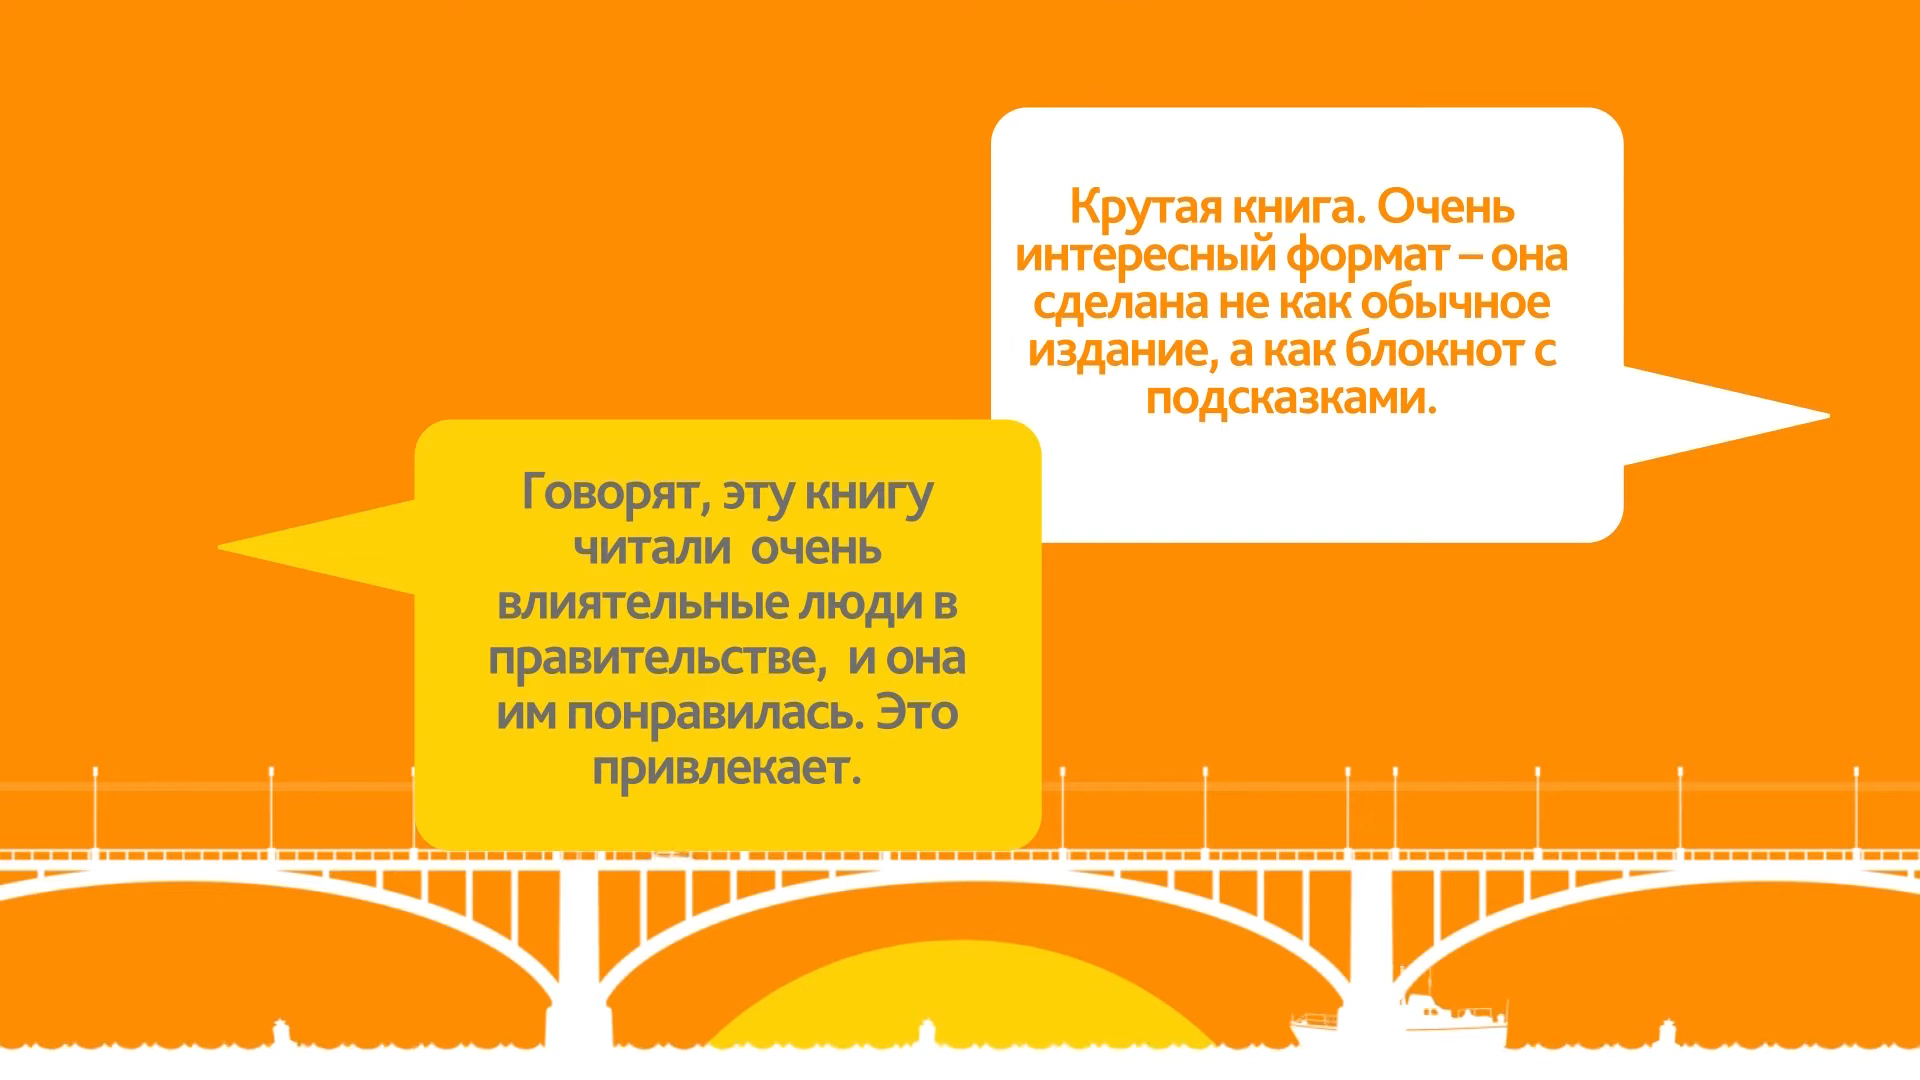 Крутая книга. Очень
интересный формат – она
сделана не как обычное
издание, а как блокнот с
подсказками.
Говорят, эту книгу
читали  очень
влиятельные люди в
правительстве,  и она
им понравилась. Это
привлекает.